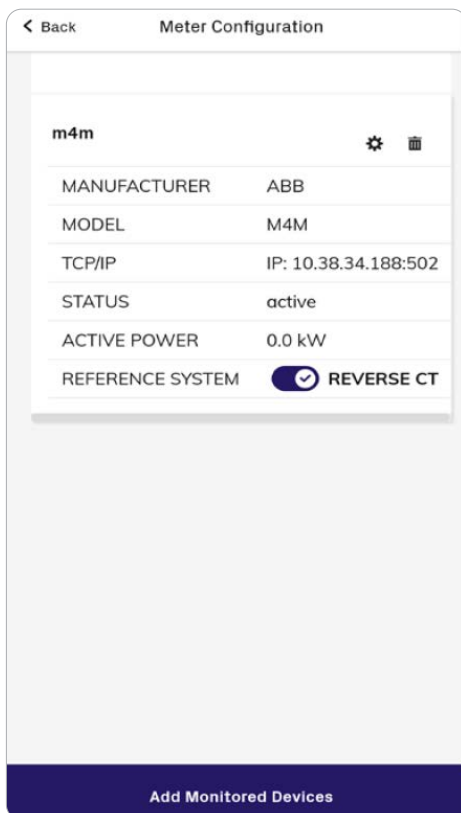 Back Meter Configuration
m4m
MANUFACTURER ABB
MODEL M4M
TCP/IP IP: 10.38.34.188:502
STATUS active
ACTIVE POWER 0.0 kW
REFERENCE SYSTEM REVERSE CT
Add Monitored Devices